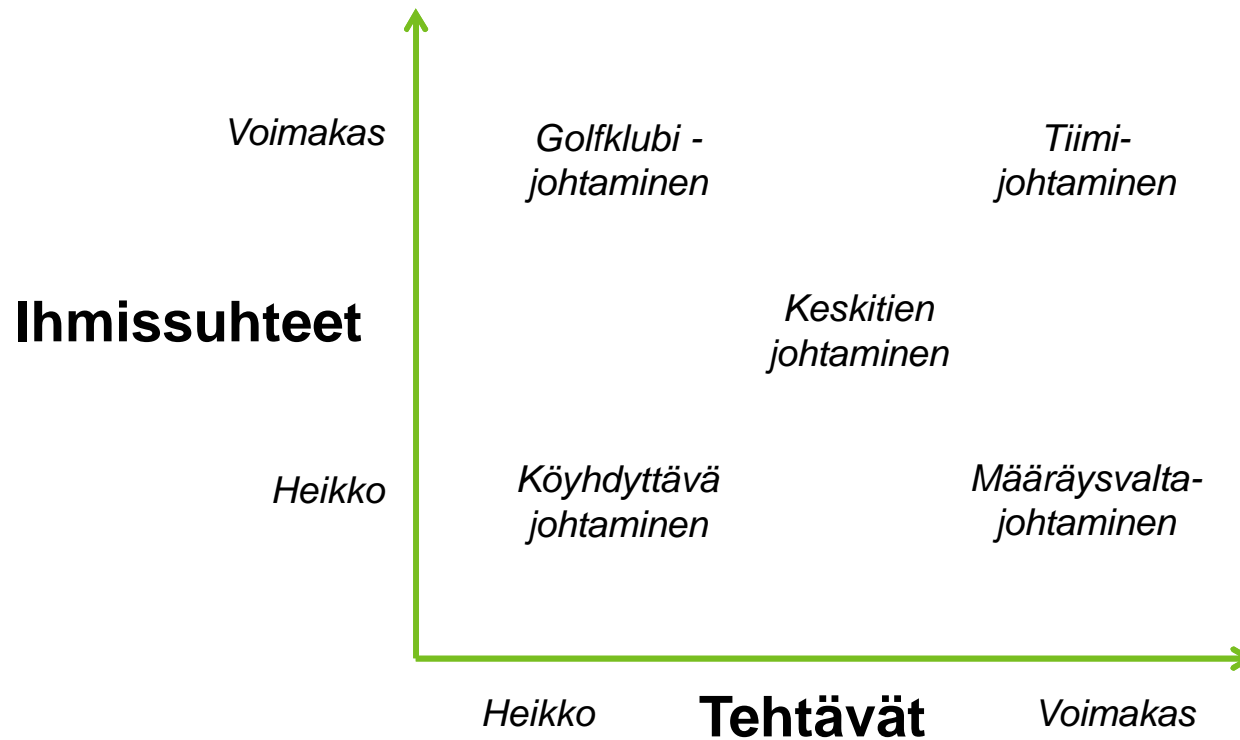 Voimakas
Golfklubi -
johtaminen
Tiimi-
johtaminen
Ihmissuhteet
Keskitien
johtaminen
Heikko
Köyhdyttävä
johtaminen
Määräysvalta-
johtaminen
Heikko
Tehtävät
Voimakas